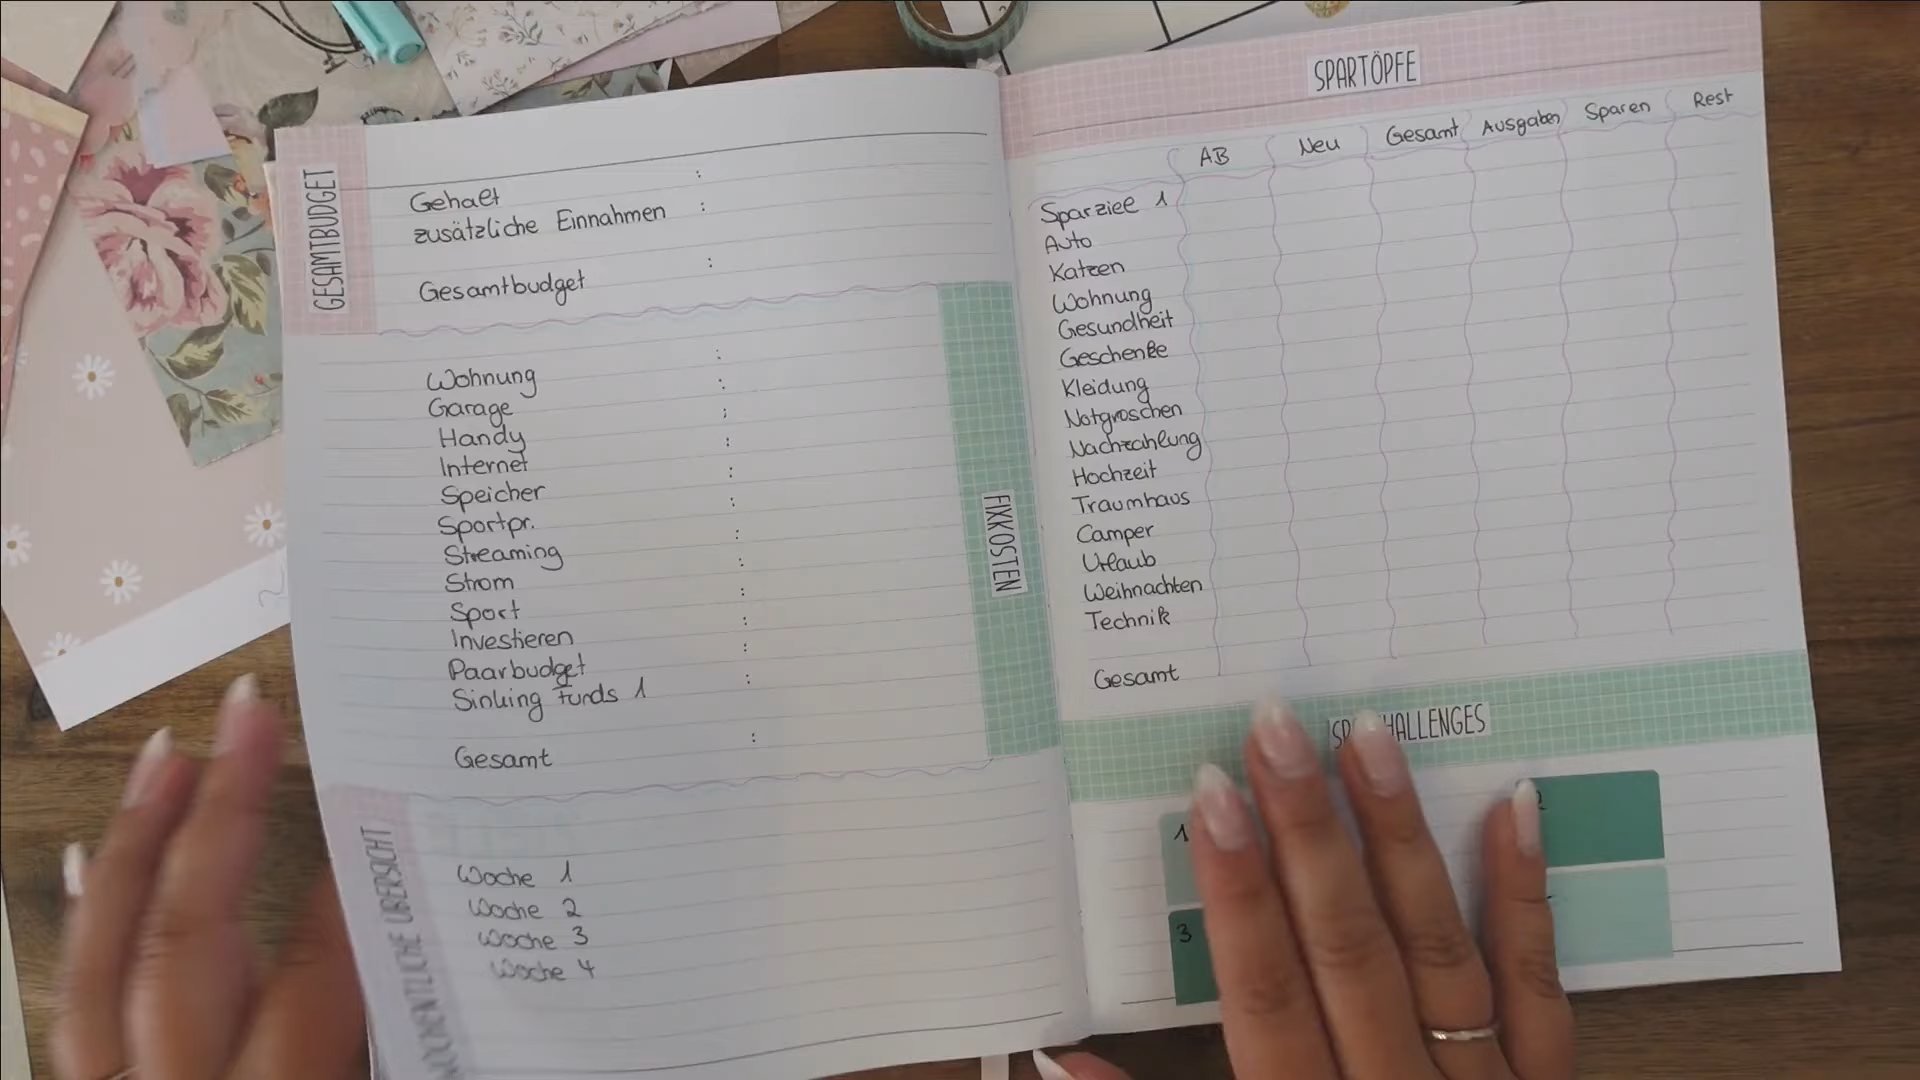 GESAMTBUDGET
Gehalt :
zusätzliche Einnahmen :
Gesamtbudget :
FIXKOSTEN
Wohnung :
Garage :
Handy :
Internet :
Speicher :
Sportpr. :
Streaming :
Strom :
Sport :
Investieren :
Paarbudget :
Sinking Funds 1 :
Gesamt :
WÖCHENTLICHE ÜBERSICHT
Woche 1
Woche 2
Woche 3
Woche 4
SPARTÖPFE
AB Neu Gesamt Ausgaben Sparen Rest
Sparziel 1
Auto
Katzen
Wohnung
Gesundheit
Geschenke
Kleidung
Notgroschen
Nachzahlung
Hochzeit
Traumhaus
Camper
Urlaub
Weihnachten
Technik
Gesamt
1
2
3